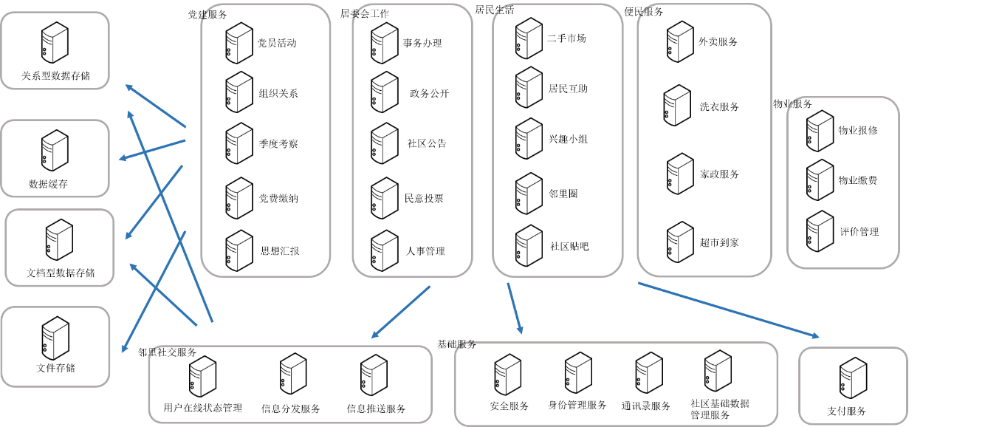 关系型数据存储
数据缓存
文档型数据存储
文件存储
党建服务
党员活动
组织关系
季度考察
党费缴纳
思想汇报
居委会工作
事务办理
政务公开
社区公告
民意投票
人事管理
居民生活
二手市场
居民互助
兴趣小组
邻里圈
社区贴吧
便民服务
外卖服务
洗衣服务
家政服务
超市到家
物业服务
物业报修
物业缴费
评价管理
邻里社交服务
用户在线状态管理
信息分发服务
信息推送服务
基础服务
安全服务
身份管理服务
通讯录服务
社区基础数据
管理服务
支付服务